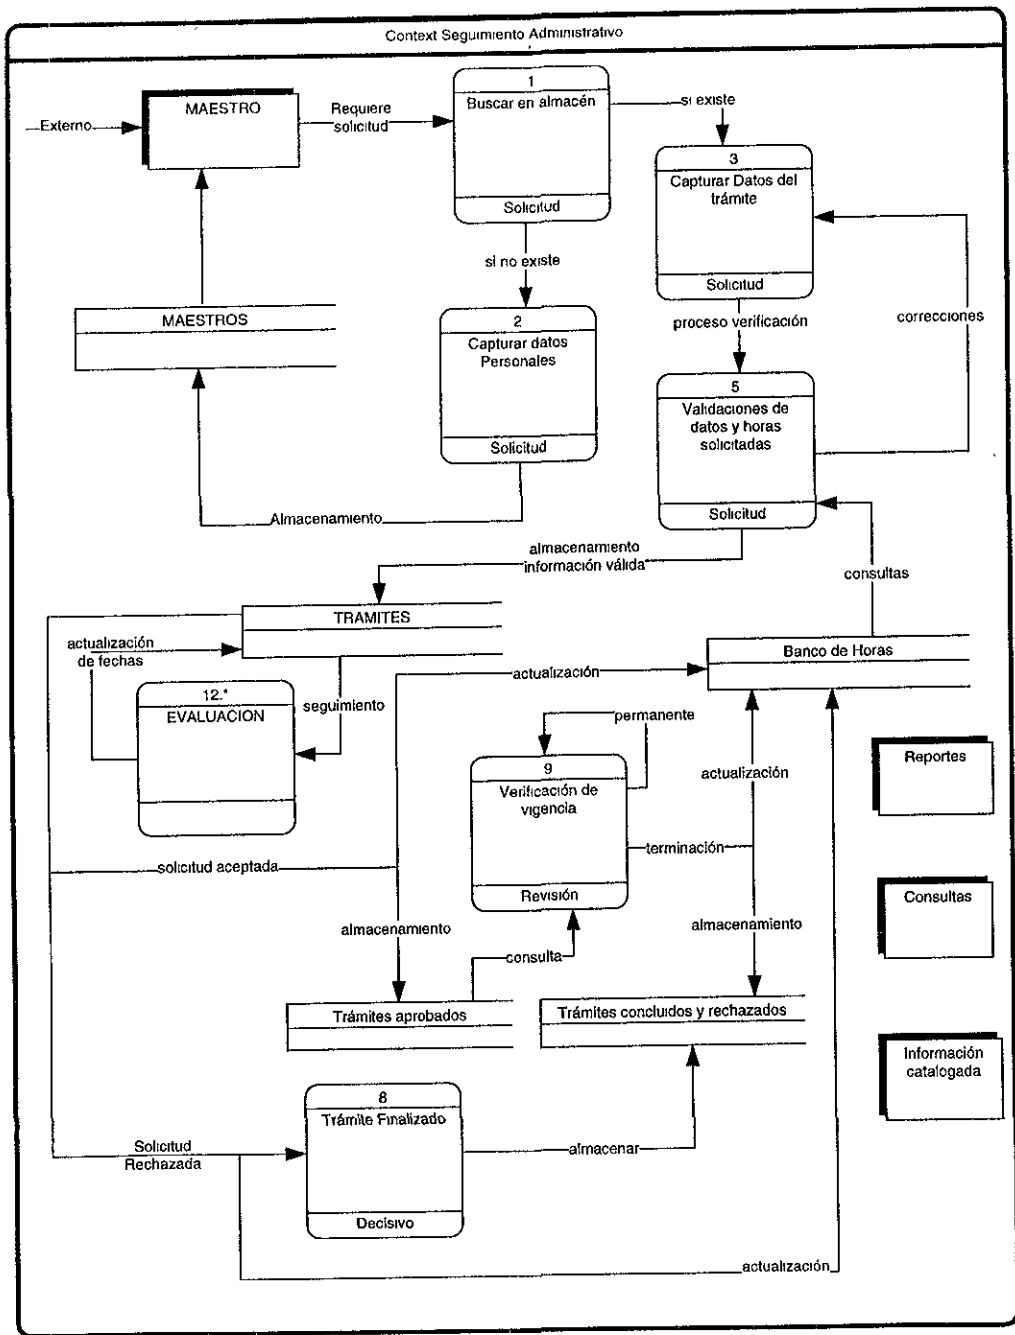 Context Seguimiento Administrativo
Externo
MAESTRO
Requiere
solicitud
1
Buscar en almacén
Solicitud
si existe
3
Capturar Datos del
trámite
Solicitud
si no existe
MAESTROS
2
Capturar datos
Personales
Solicitud
proceso verificación
correcciones
5
Validaciones de
datos y horas
solicitadas
Solicitud
Almacenamiento
almacenamiento
información válida
consultas
TRAMITES
actualización
de fechas
Banco de Horas
actualización
12.*
EVALUACION
seguimiento
permanente
9
Verificación de
vigencia
Revisión
actualización
Reportes
terminación
solicitud aceptada
almacenamiento
consulta
almacenamiento
Consultas
Trámites aprobados
Trámites concluidos y rechazados
Información
catalogada
8
Trámite Finalizado
Decisivo
Solicitud
Rechazada
almacenar
actualización